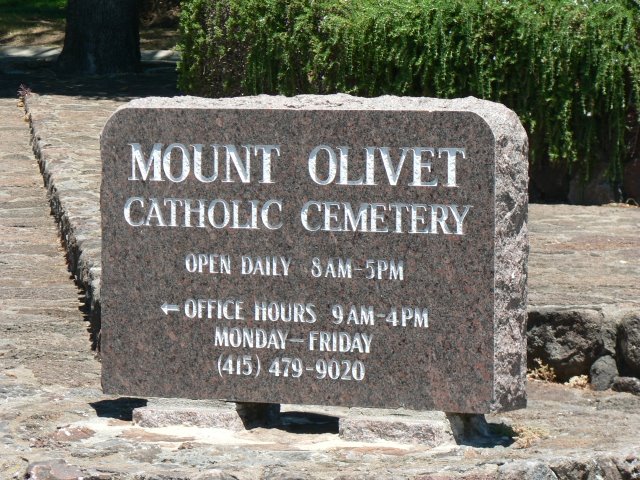 MOUNT OLIVET
CATHOLIC CEMETERY
OPEN DAILY 8AM-5PM
←OFFICE HOURS 9AM-4PM
MONDAY-FRIDAY
(415) 479-9020